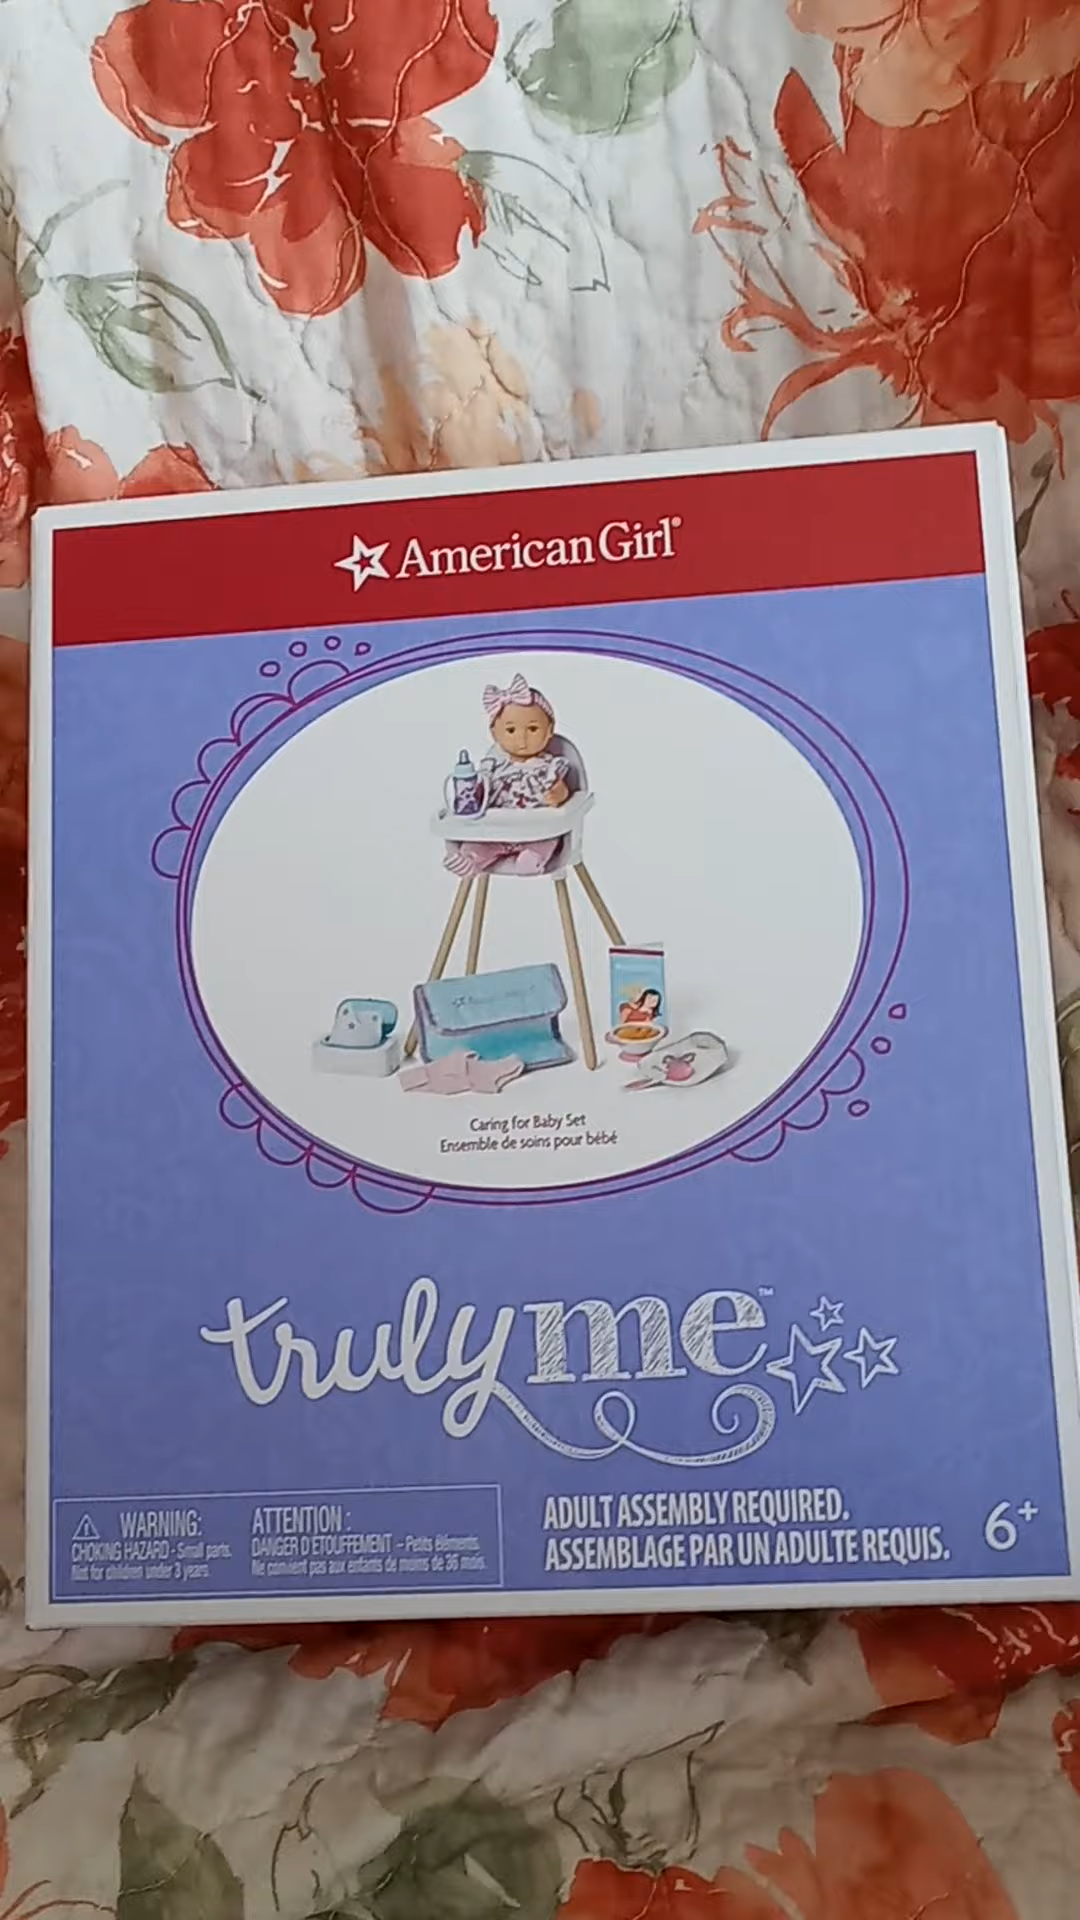 American Girl®
Caring for Baby Set
Ensemble de soins pour bébé
truly me™
WARNING:
CHOKING HAZARD - Small parts.
Not for children under 3 years.
ATTENTION :
DANGER D'ÉTOUFFEMENT – Petits éléments.
Ne convient pas aux enfants de moins de 36 mois.
ADULT ASSEMBLY REQUIRED.
ASSEMBLAGE PAR UN ADULTE REQUIS.
6+